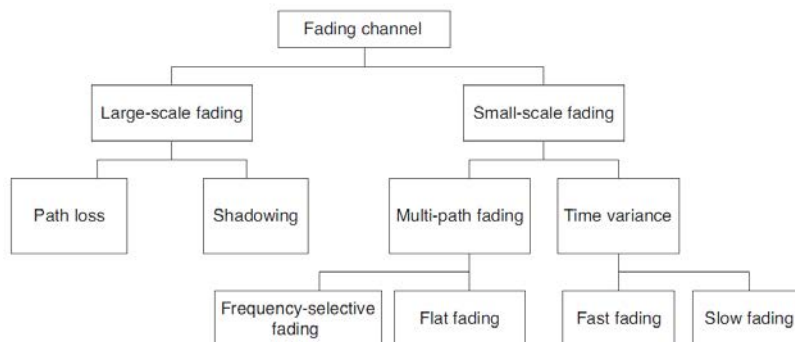 Fading channel
Large-scale fading
Small-scale fading
Path loss
Shadowing
Multi-path fading
Time variance
Frequency-selective
fading
Flat fading
Fast fading
Slow fading